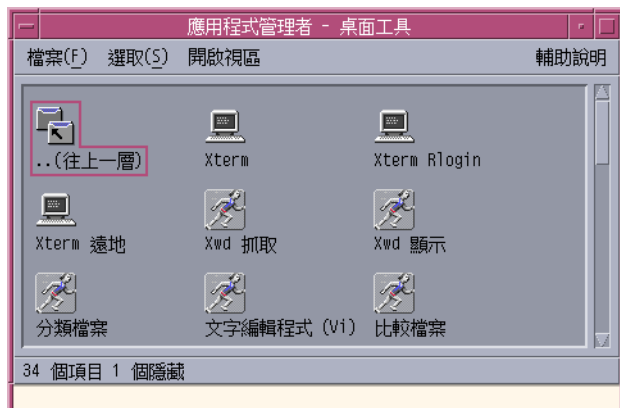 應用程式管理者 - 桌面工具
檔案(F) 選取(S) 開啟視區 輔助說明
..(往上一層) Xterm Xterm Rlogin
Xterm 遠地 Xwd 抓取 Xwd 顯示
分類檔案 文字編輯程式 (Vi) 比較檔案
34 個項目 1 個隱藏